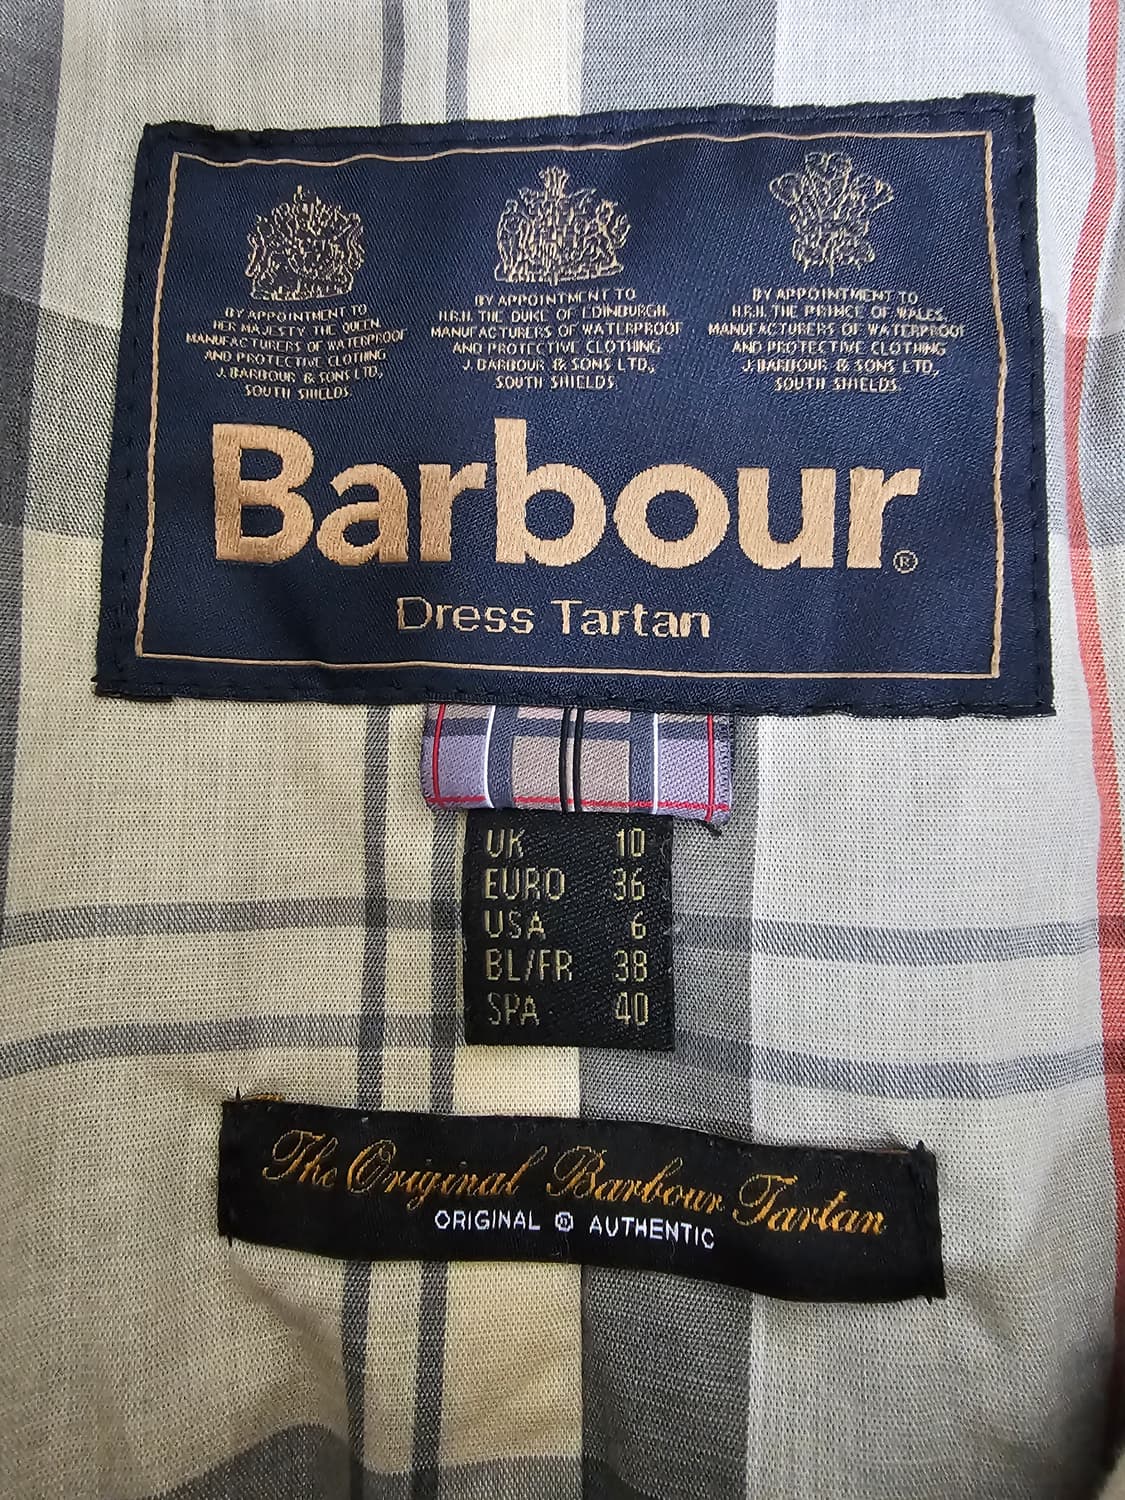 BY APPOINTMENT TO
HER MAJESTY THE QUEEN
MANUFACTURERS OF WATERPROOF
AND PROTECTIVE CLOTHING
J. BARBOUR & SONS LTD.,
SOUTH SHIELDS
BY APPOINTMENT TO
H.R.H. THE DUKE OF EDINBURGH,
MANUFACTURERS OF WATERPROOF
AND PROTECTIVE CLOTHING
J. BARBOUR & SONS LTD.,
SOUTH SHIELDS.
BY APPOINTMENT TO
H.R.H. THE PRINCE OF WALES,
MANUFACTURERS OF WATERPROOF
AND PROTECTIVE CLOTHING
J. BARBOUR & SONS LTD.,
SOUTH SHIELDS.
Barbour®
Dress Tartan
UK 10
EURO 36
USA 6
BL/FR 38
SPA 40
The Original Barbour Tartan
ORIGINAL ® AUTHENTIC